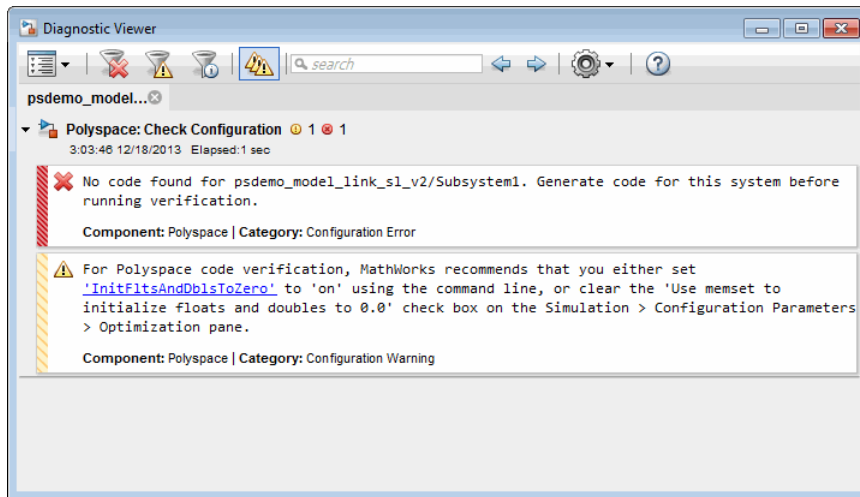 Diagnostic Viewer
search
psdemo_model...
Polyspace: Check Configuration 1 1
3:03:46 12/18/2013 Elapsed:1 sec
No code found for psdemo_model_link_sl_v2/Subsystem1. Generate code for this system before
running verification.
Component: Polyspace | Category: Configuration Error
For Polyspace code verification, MathWorks recommends that you either set
'InitFltsAndDblsToZero' to 'on' using the command line, or clear the 'Use memset to
initialize floats and doubles to 0.0' check box on the Simulation > Configuration Parameters
> Optimization pane.
Component: Polyspace | Category: Configuration Warning